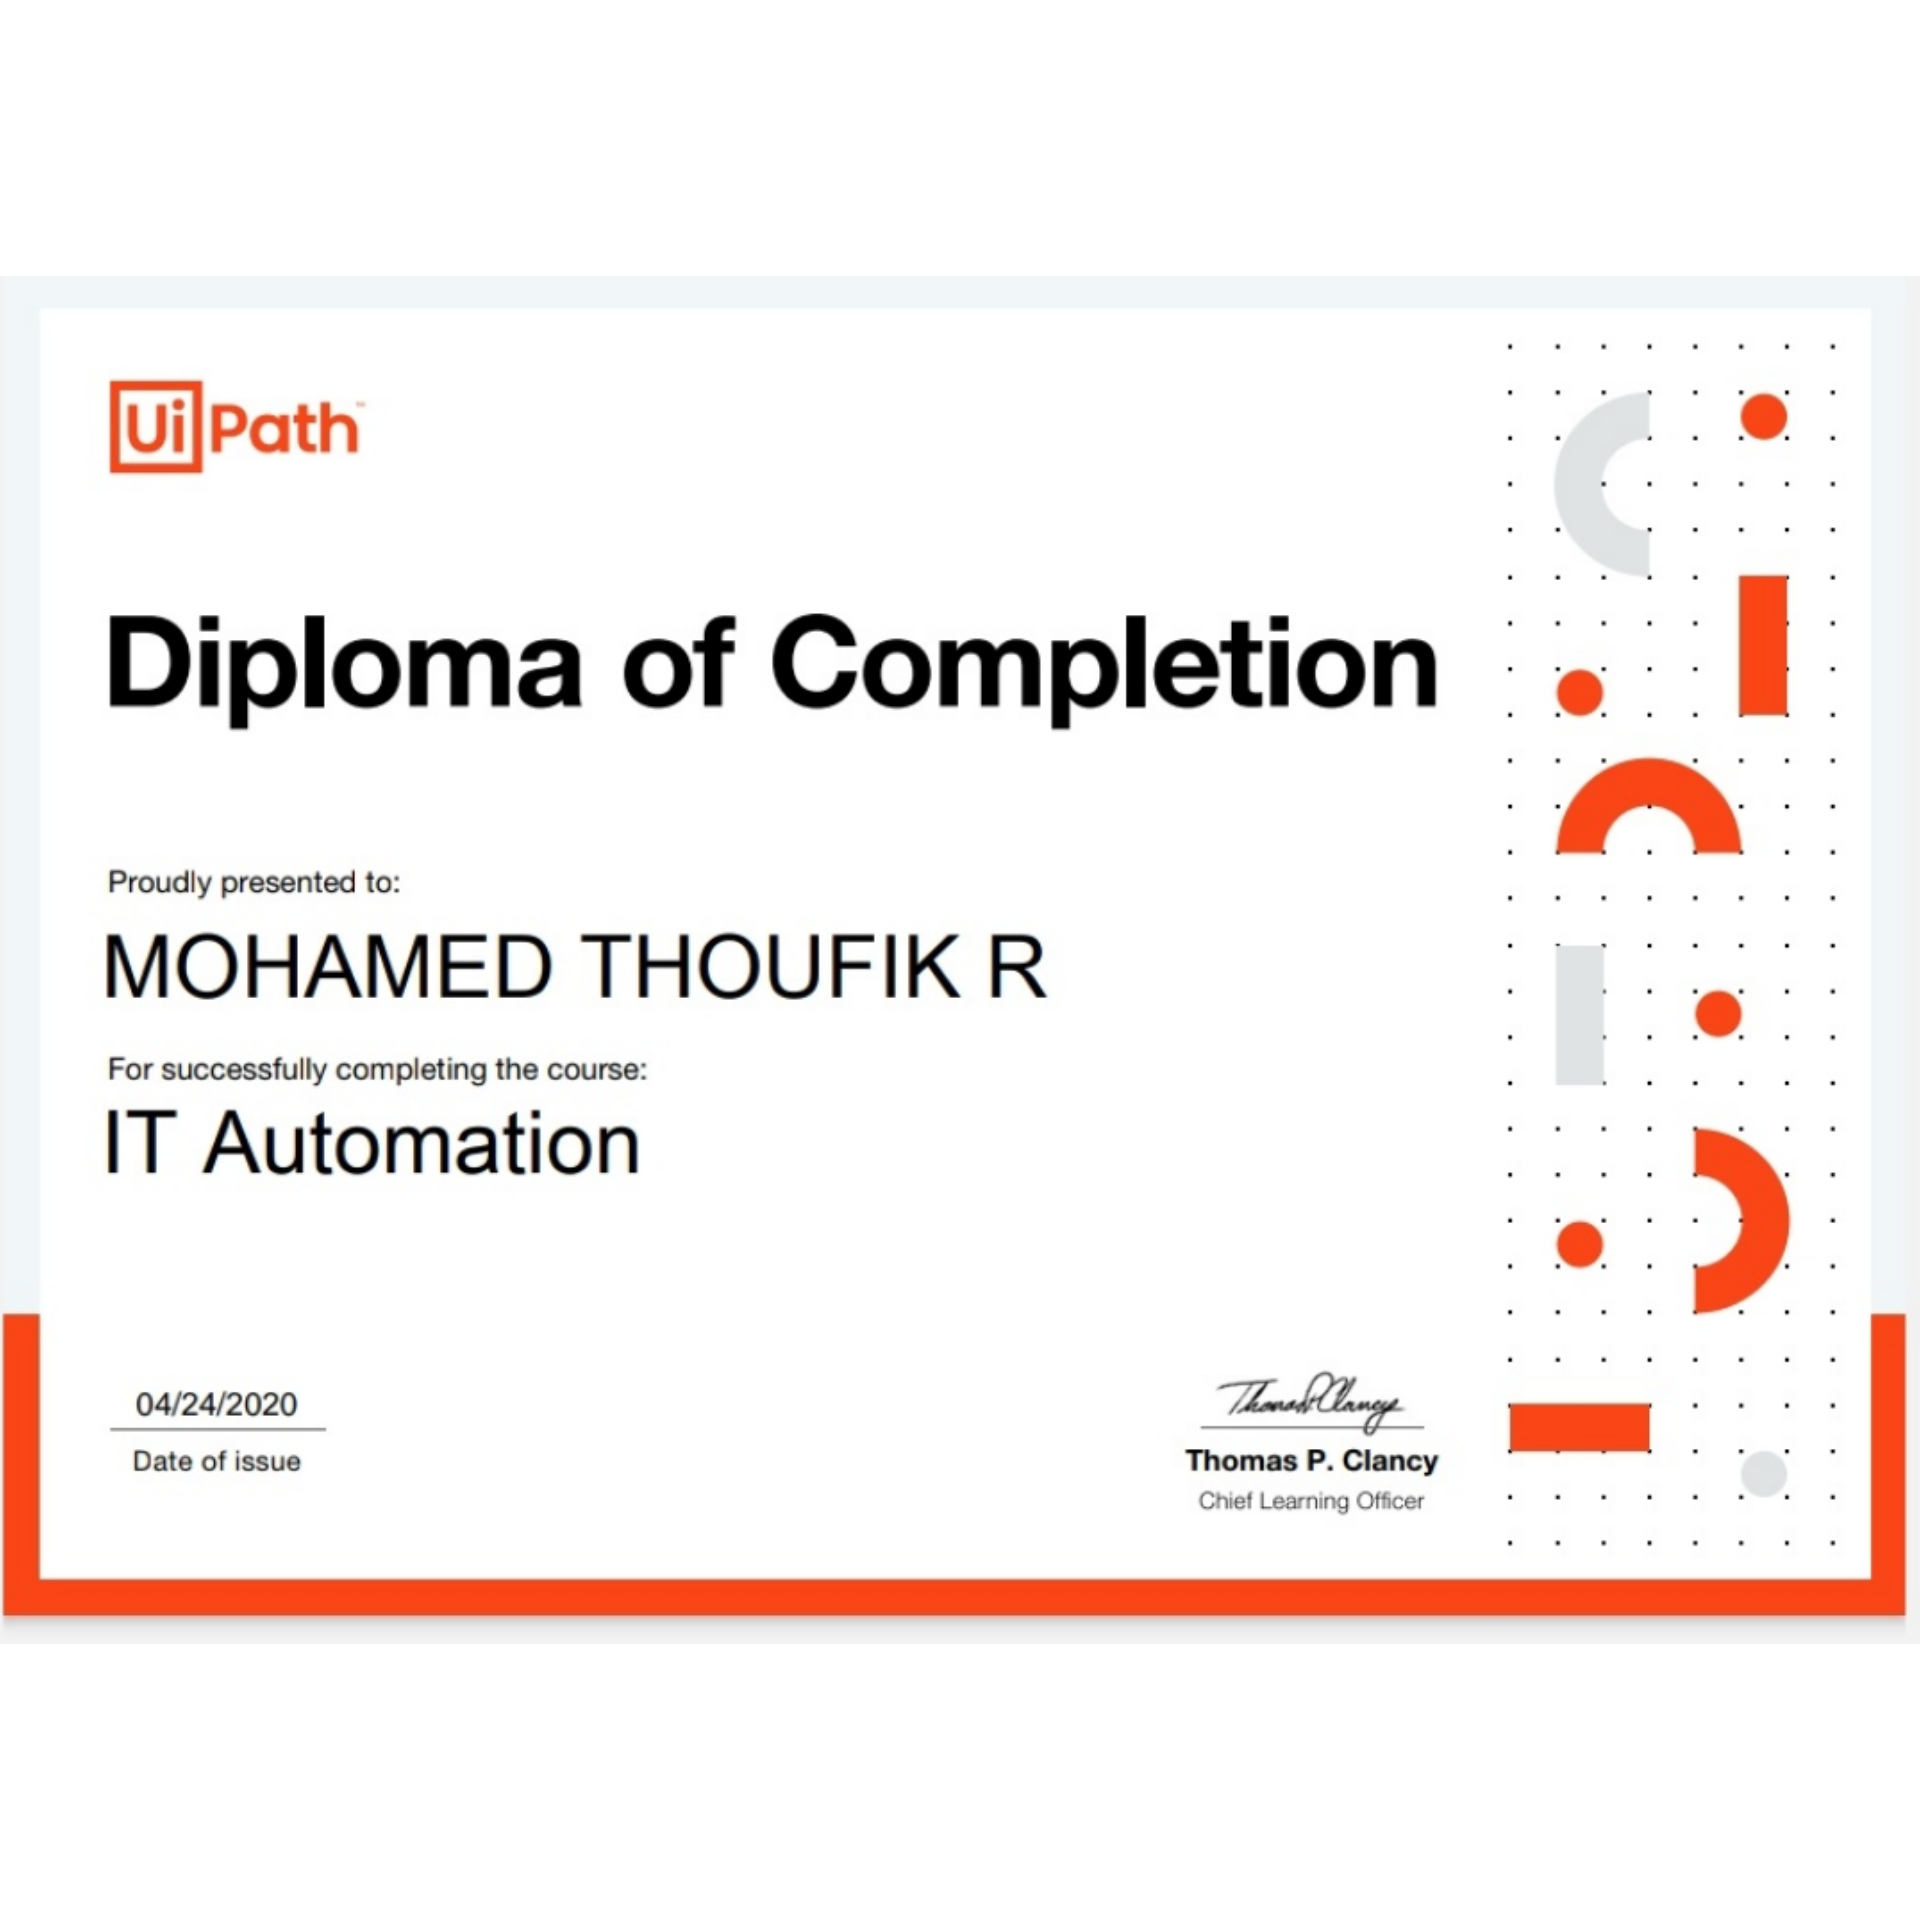 UiPath™
Diploma of Completion
Proudly presented to:
MOHAMED THOUFIK R
For successfully completing the course:
IT Automation
04/24/2020
Date of issue
Thomas P. Clancy
Thomas P. Clancy
Chief Learning Officer